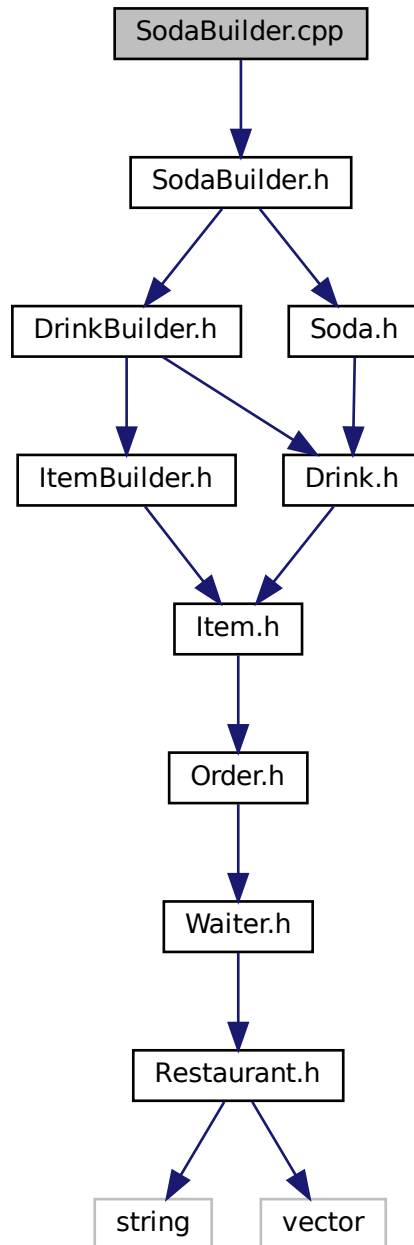 SodaBuilder.cpp
SodaBuilder.h
DrinkBuilder.h
Soda.h
ItemBuilder.h
Drink.h
Item.h
Order.h
Waiter.h
Restaurant.h
string
vector